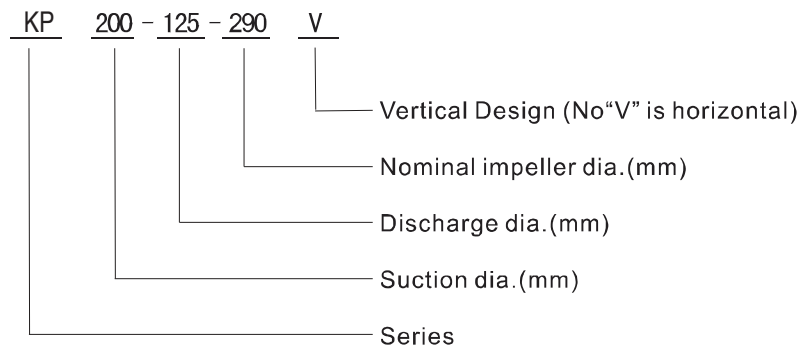 KP 200 - 125 - 290 V
Vertical Design (No“V” is horizontal)
Nominal impeller dia.(mm)
Discharge dia.(mm)
Suction dia.(mm)
Series